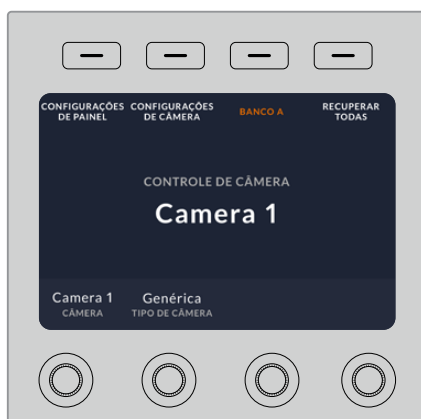 CONFIGURAÇÕES DE PAINEL
CONFIGURAÇÕES DE CÂMERA
BANCO A
RECUPERAR TODAS
CONTROLE DE CÂMERA
Camera 1
Camera 1
CÂMERA
Genérica
TIPO DE CÂMERA